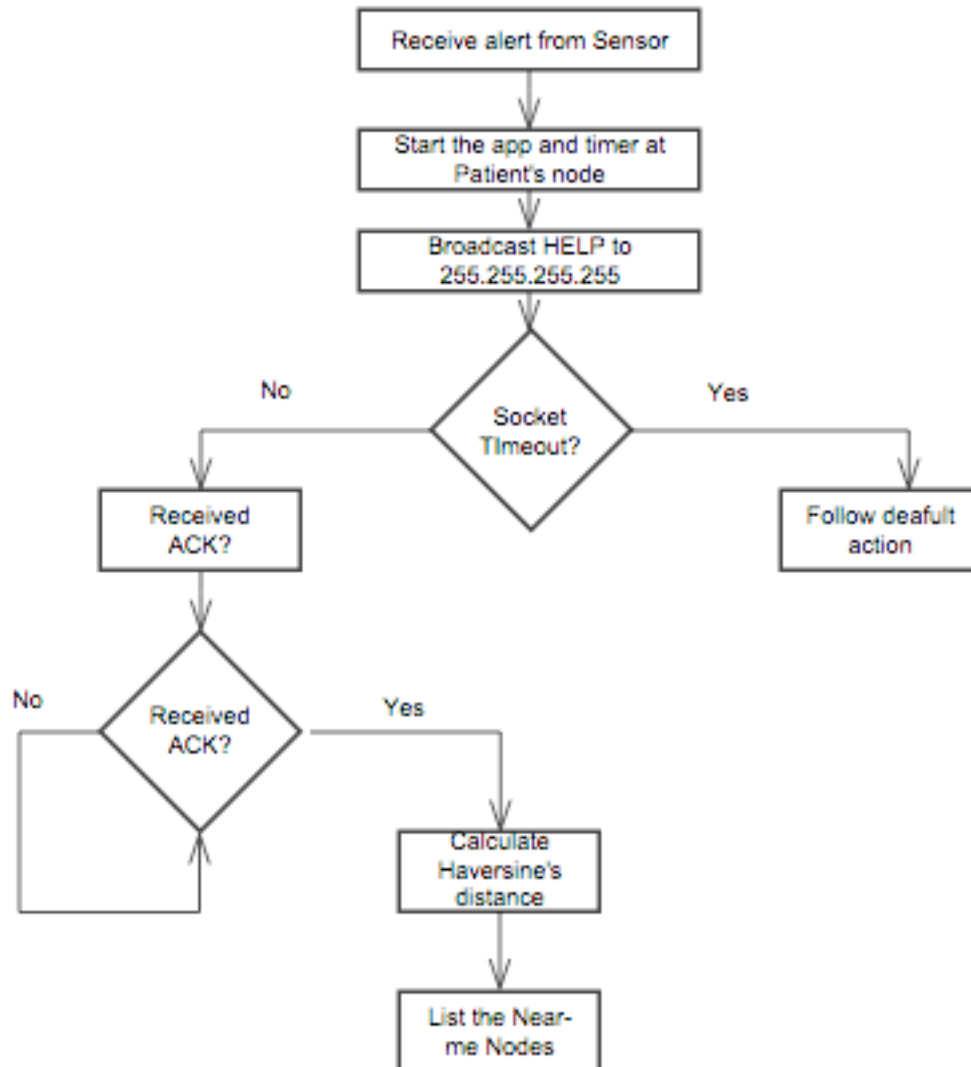 Receive alert from Sensor
Start the app and timer at
Patient's node
Broadcast HELP to
255.255.255.255
No
Yes
Socket
TImeout?
Received
ACK?
Follow deafult
action
No
Received
ACK?
Yes
Calculate
Haversine's
distance
List the Near-
me Nodes